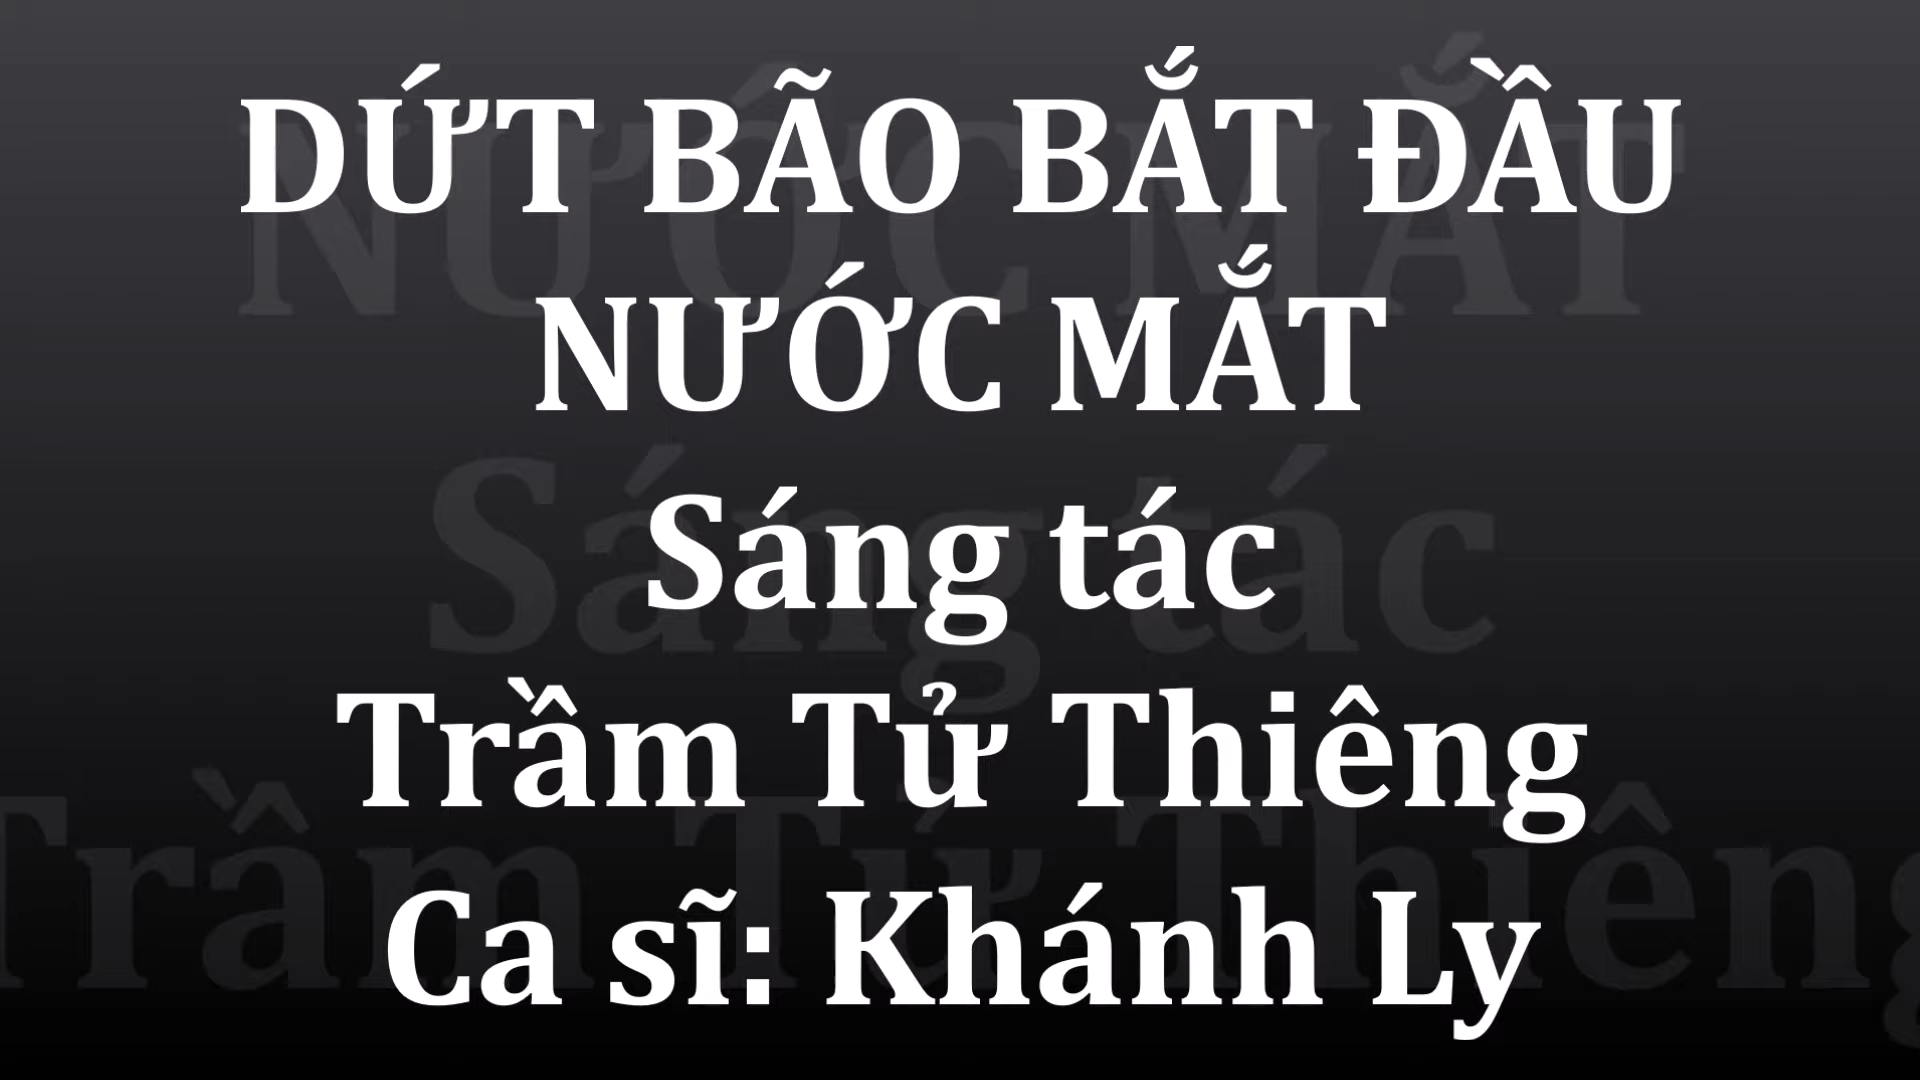 DỨT BÃO BẮT ĐẦU
NƯỚC MẮT
Sáng tác
Trầm Tử Thiêng
Ca sĩ: Khánh Ly